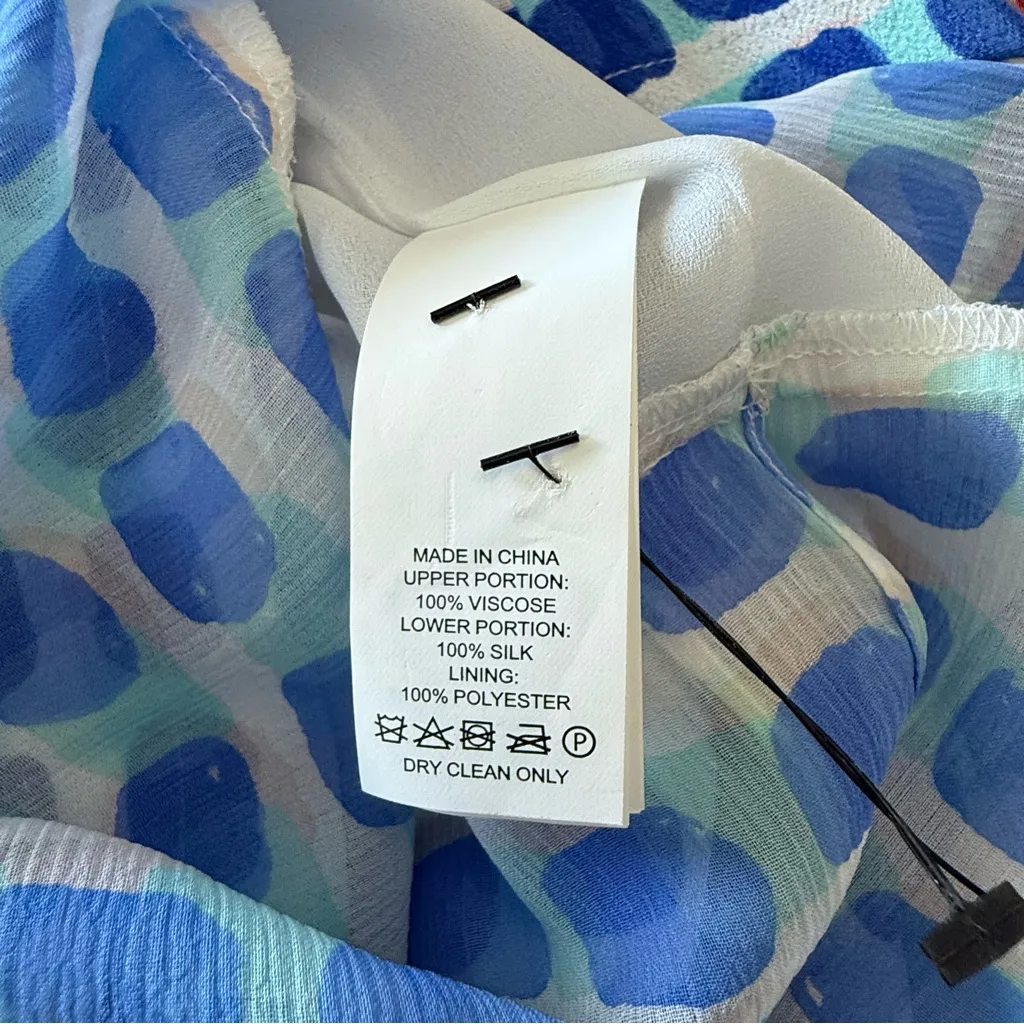 MADE IN CHINA
UPPER PORTION:
100% VISCOSE
LOWER PORTION:
100% SILK
LINING:
100% POLYESTER
P
DRY CLEAN ONLY